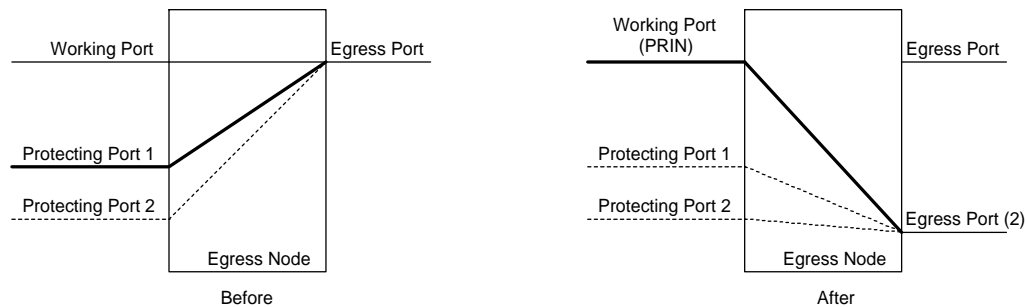 Working Port
Egress Port
Protecting Port 1
Protecting Port 2
Egress Node
Before
Working Port
(PRIN)
Egress Port
Protecting Port 1
Protecting Port 2
Egress Port (2)
Egress Node
After